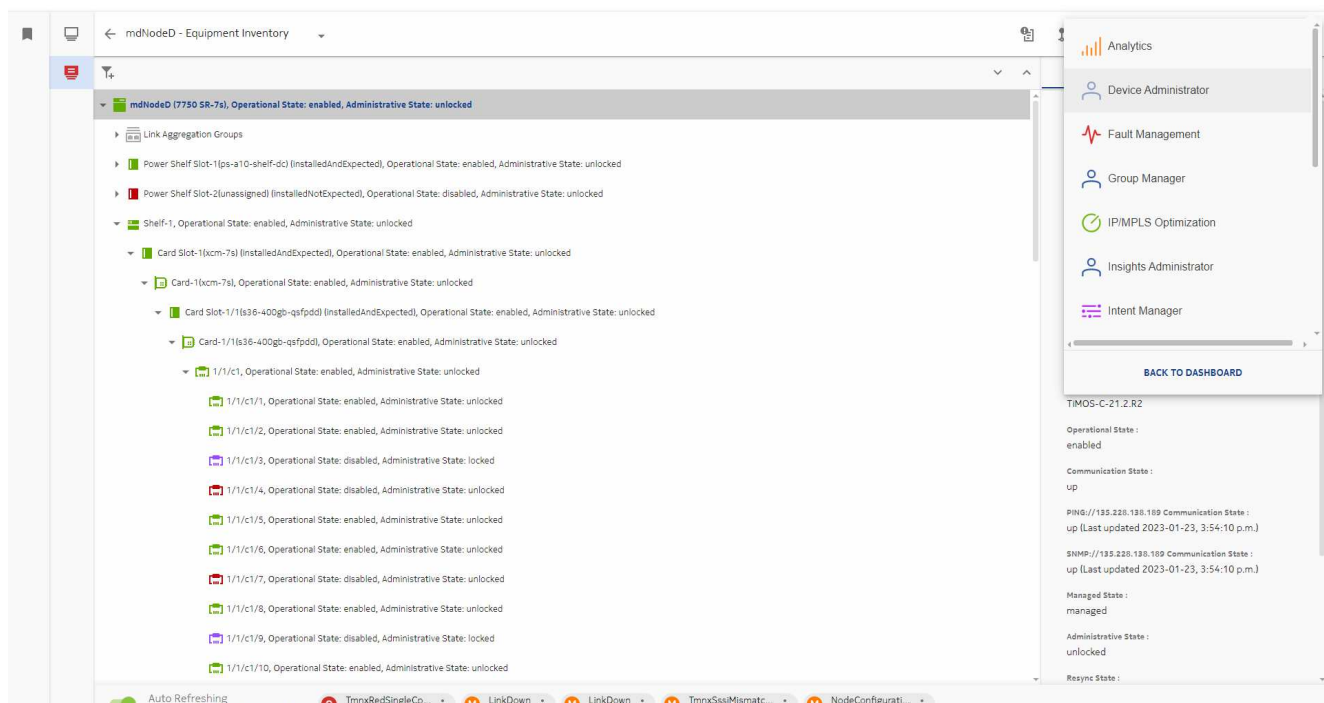 mdNodeD - Equipment Inventory
mdNodeD (7750 SR-7s), Operational State: enabled, Administrative State: unlocked
Link Aggregation Groups
Power Shelf Slot-1(ps-a10-shelf-dc) (installedAndExpected), Operational State: enabled, Administrative State: unlocked
Power Shelf Slot-2(unassigned) (installedNotExpected), Operational State: disabled, Administrative State: unlocked
Shelf-1, Operational State: enabled, Administrative State: unlocked
Card Slot-1(xcm-7s) (installedAndExpected), Operational State: enabled, Administrative State: unlocked
Card-1(xcm-7s), Operational State: enabled, Administrative State: unlocked
Card Slot-1/1(s36-400gb-qsfpdd) (installedAndExpected), Operational State: enabled, Administrative State: unlocked
Card-1/1(s36-400gb-qsfpdd), Operational State: enabled, Administrative State: unlocked
1/1/c1, Operational State: enabled, Administrative State: unlocked
1/1/c1/1, Operational State: enabled, Administrative State: unlocked
1/1/c1/2, Operational State: enabled, Administrative State: unlocked
1/1/c1/3, Operational State: disabled, Administrative State: locked
1/1/c1/4, Operational State: disabled, Administrative State: unlocked
1/1/c1/5, Operational State: enabled, Administrative State: unlocked
1/1/c1/6, Operational State: enabled, Administrative State: unlocked
1/1/c1/7, Operational State: disabled, Administrative State: unlocked
1/1/c1/8, Operational State: enabled, Administrative State: unlocked
1/1/c1/9, Operational State: disabled, Administrative State: locked
1/1/c1/10, Operational State: enabled, Administrative State: unlocked
Analytics
Device Administrator
Fault Management
Group Manager
IP/MPLS Optimization
Insights Administrator
Intent Manager
BACK TO DASHBOARD
TiMOS-C-21.2.R2
Operational State :
enabled
Communication State :
up
PING://135.228.138.189 Communication State :
up (Last updated 2023-01-23, 3:54:10 p.m.)
SNMP://135.228.138.189 Communication State :
up (Last updated 2023-01-23, 3:54:10 p.m.)
Managed State :
managed
Administrative State :
unlocked
Resync State :
Auto Refreshing
TmnxRedSingleCp...
LinkDown
LinkDown
TmnxSssiMismatc...
NodeConfigurati...